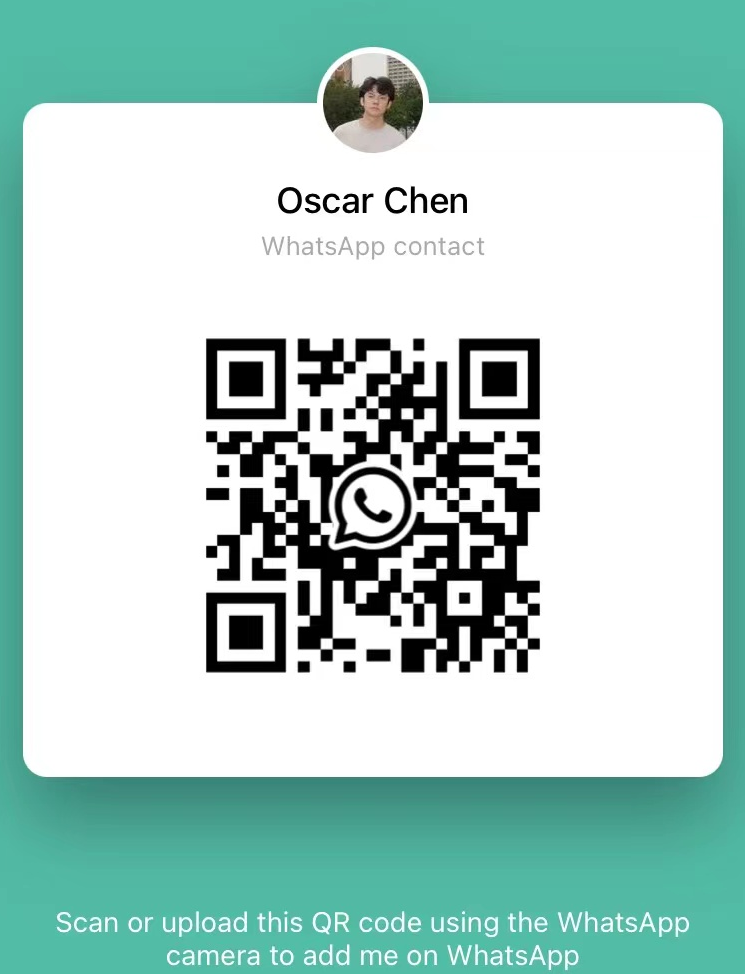 Oscar Chen
WhatsApp contact
Scan or upload this QR code using the WhatsApp
camera to add me on WhatsApp